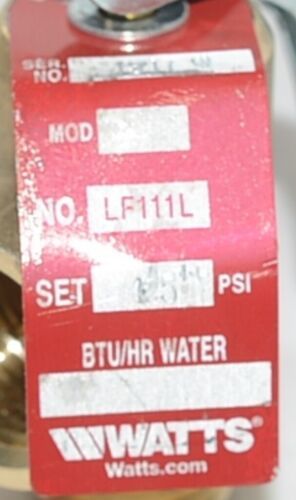 SER.
NO.
MOD
NO. LF111L
SET PSI
BTU/HR WATER
WATTS®
Watts.com